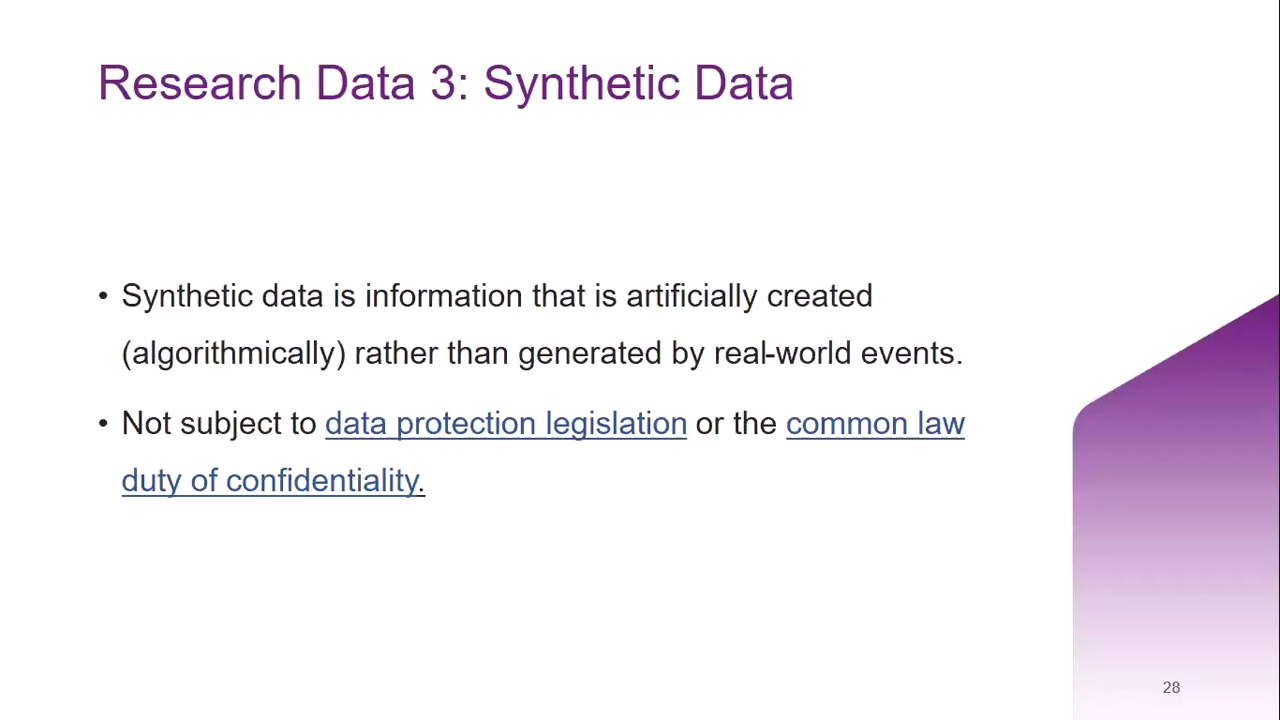 Research Data 3: Synthetic Data
• Synthetic data is information that is artificially created
(algorithmically) rather than generated by real-world events.
• Not subject to data protection legislation or the common law
duty of confidentiality.
28